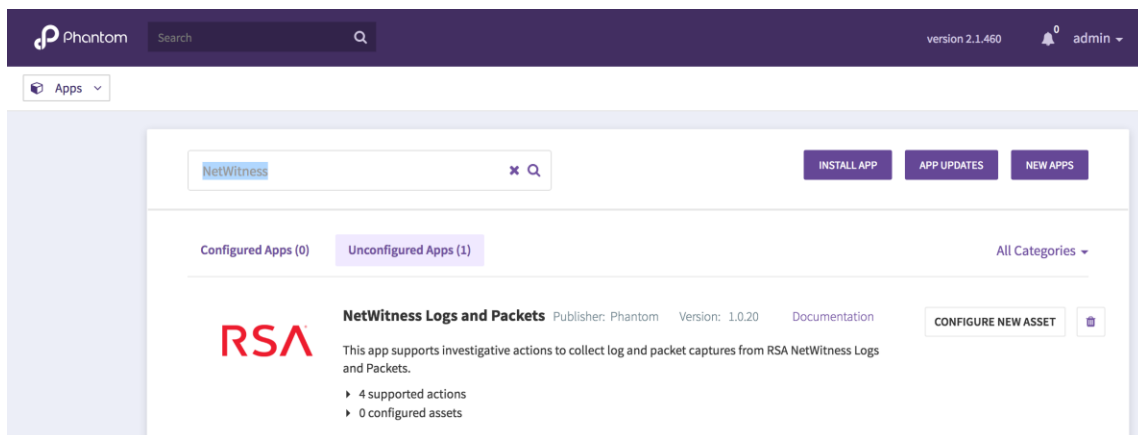 Phantom Search version 2.1.460 0 admin
Apps
NetWitness INSTALL APP APP UPDATES NEW APPS
Configured Apps (0) Unconfigured Apps (1) All Categories
RSA
NetWitness Logs and Packets Publisher: Phantom Version: 1.0.20 Documentation CONFIGURE NEW ASSET
This app supports investigative actions to collect log and packet captures from RSA NetWitness Logs
and Packets.
4 supported actions
0 configured assets